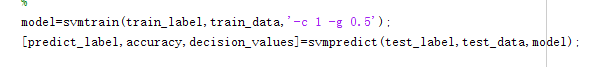 %
model=svmtrain(train_label,train_data,'-c 1 -g 0.5');
[predict_label,accuracy,decision_values]=svmpredict(test_label,test_data,model);